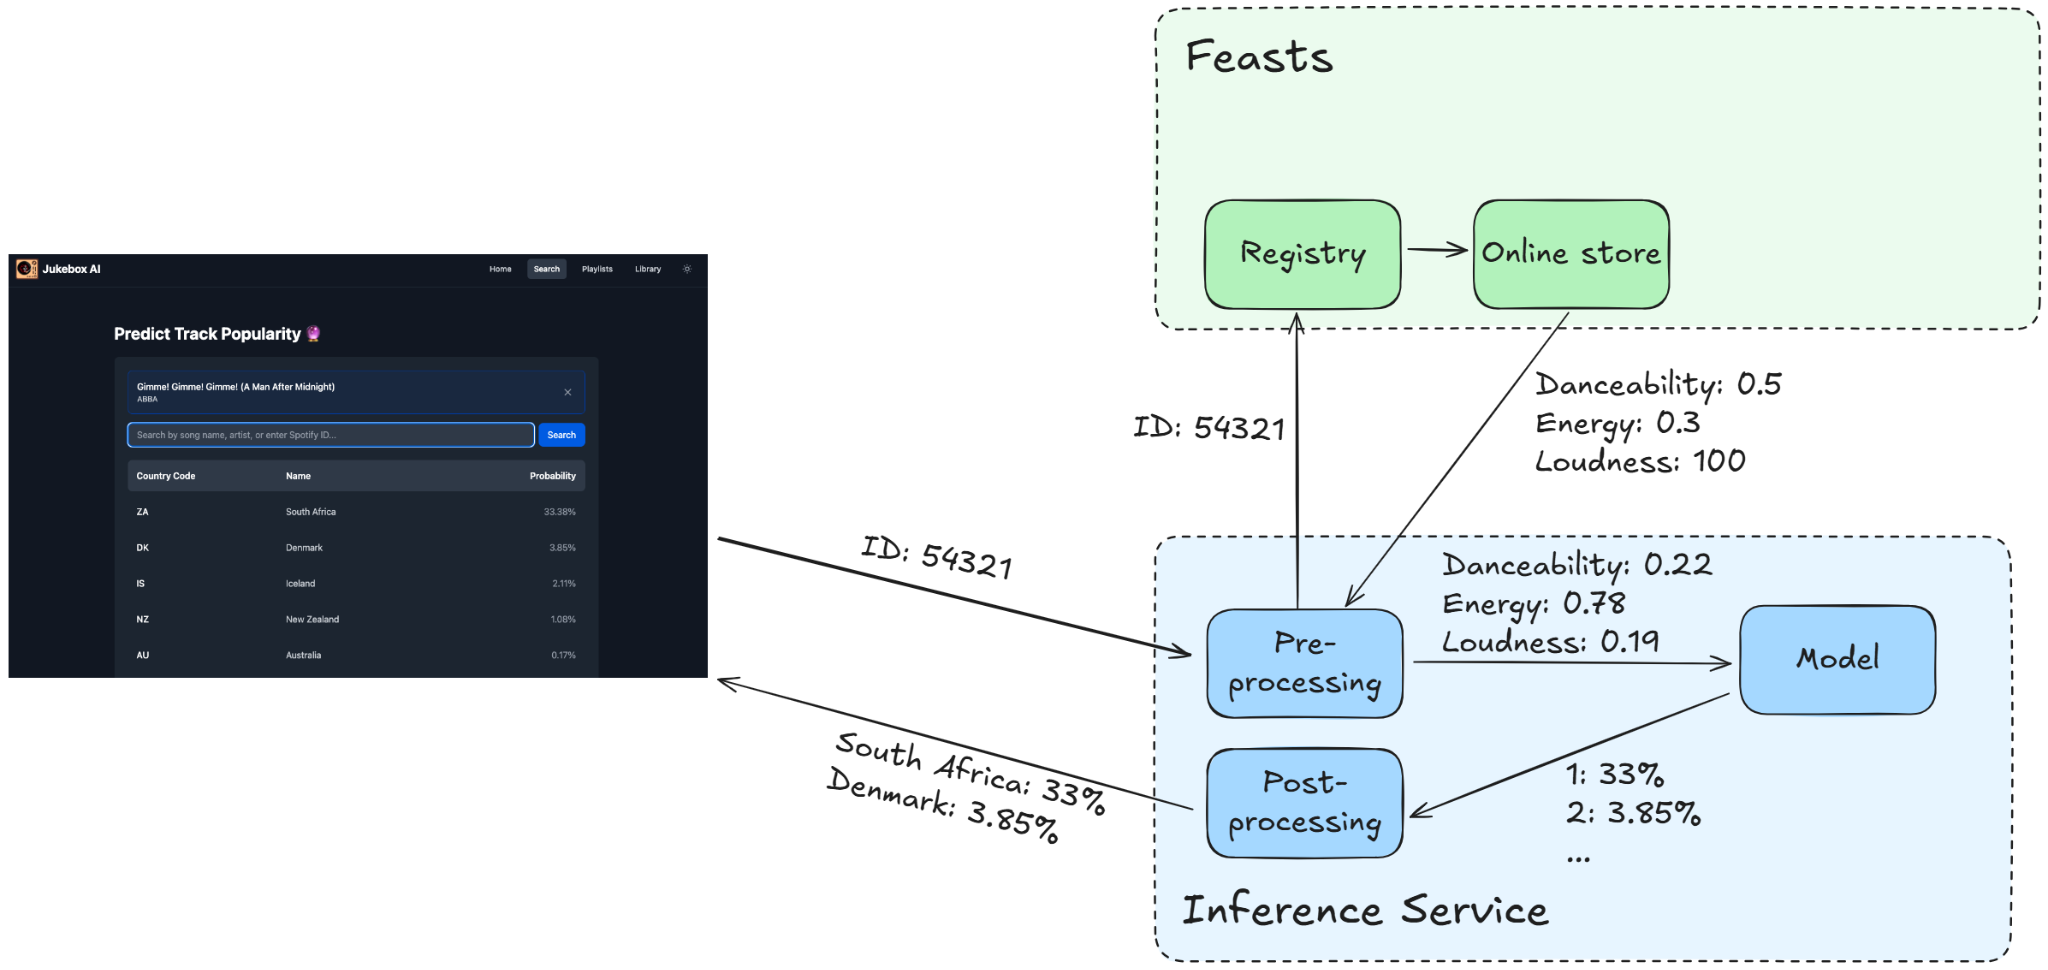 Feasts
Registry
Online store
Jukebox AI
Home Search Playlists Library
Predict Track Popularity
Gimme! Gimme! Gimme! (A Man After Midnight)
ABBA
Search by song name, artist, or enter Spotify ID...
Search
Country Code Name Probability
ZA South Africa 33.38%
DK Denmark 3.85%
IS Iceland 2.11%
NZ New Zealand 1.08%
AU Australia 0.17%
ID: 54321
ID: 54321
Danceability: 0.5
Energy: 0.3
Loudness: 100
Danceability: 0.22
Energy: 0.78
Loudness: 0.19
Pre-
processing
Model
South Africa: 33%
Denmark: 3.85%
Post-
processing
1: 33%
2: 3.85%
...
Inference Service